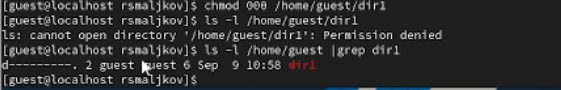 [guest@localhost rsmaljkov]$ chmod 000 /home/guest/dir1
[guest@localhost rsmaljkov]$ ls -l /home/guest/dir1
ls: cannot open directory '/home/guest/dir1': Permission denied
[guest@localhost rsmaljkov]$ ls -l /home/guest |grep dir1
d---------. 2 guest guest 6 Sep  9 10:58 dir1
[guest@localhost rsmaljkov]$